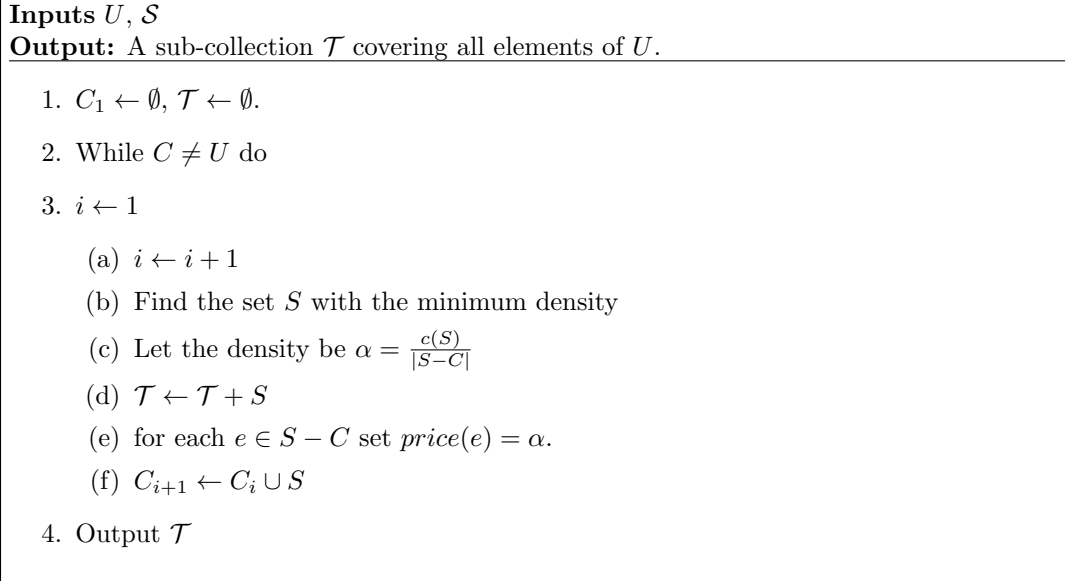 Inputs U, 𝒮
Output: A sub-collection 𝒯 covering all elements of U.
1. C₁ ← ∅, 𝒯 ← ∅.
2. While C ≠ U do
3. i ← 1
(a) i ← i + 1
(b) Find the set S with the minimum density
(c) Let the density be α = c(S)/|S−C|
(d) 𝒯 ← 𝒯 + S
(e) for each e ∈ S − C set price(e) = α.
(f) Cᵢ₊₁ ← Cᵢ ∪ S
4. Output 𝒯